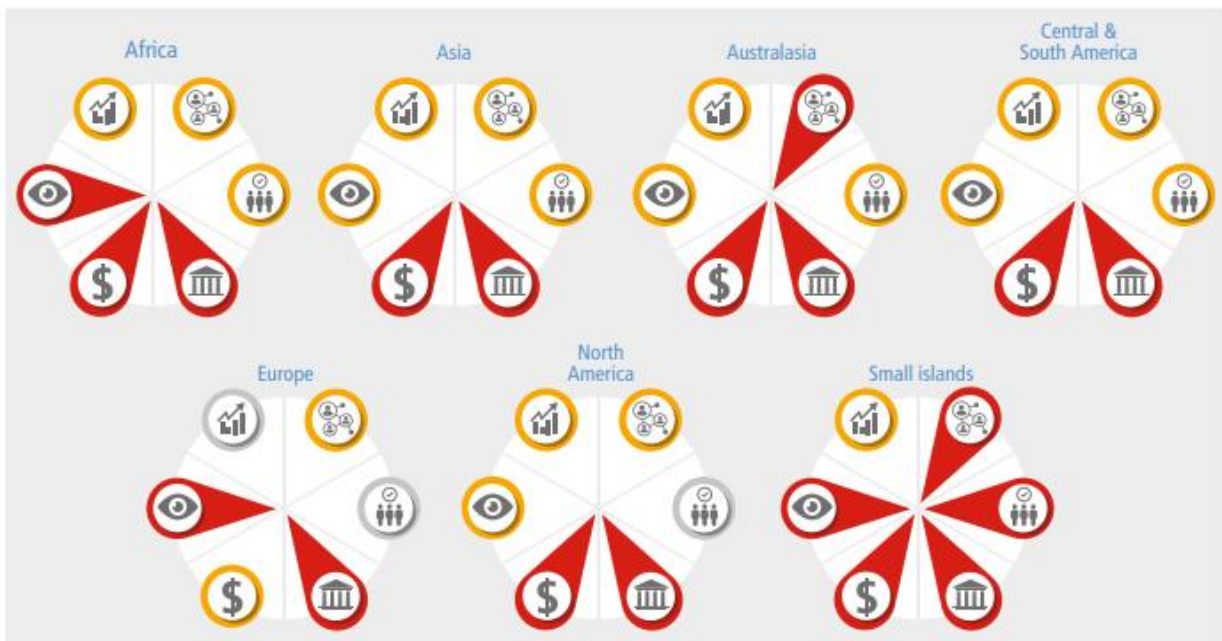 Africa
Asia
Australasia
Central &
South America
$
$
$
$
Europe
North
America
Small islands
$
$
$